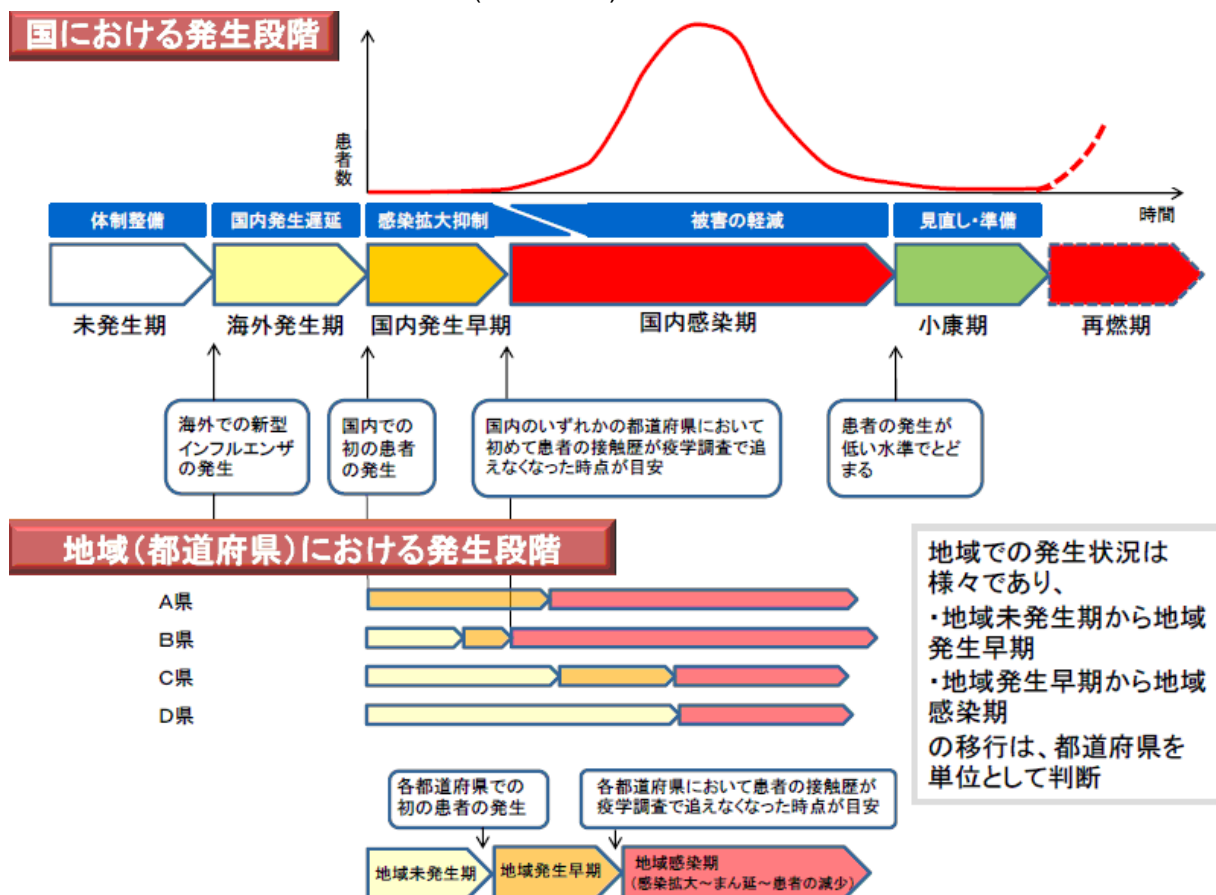 国における発生段階
患者数
時間
体制整備
国内発生遅延
感染拡大抑制
被害の軽減
見直し・準備
未発生期
海外発生期
国内発生早期
国内感染期
小康期
再燃期
海外での新型
インフルエンザ
の発生
国内での
初の患者
の発生
国内のいずれかの都道府県において
初めて患者の接触歴が疫学調査で追
えなくなった時点が目安
患者の発生が
低い水準でとど
まる
地域(都道府県)における発生段階
A県
B県
C県
D県
地域での発生状況は
様々であり、
・地域未発生期から地域
発生早期
・地域発生早期から地域
感染期
の移行は、都道府県を
単位として判断
各都道府県での
初の患者の発生
各都道府県において患者の接触歴が
疫学調査で追えなくなった時点が目安
地域未発生期
地域発生早期
地域感染期
(感染拡大~まん延~患者の減少)